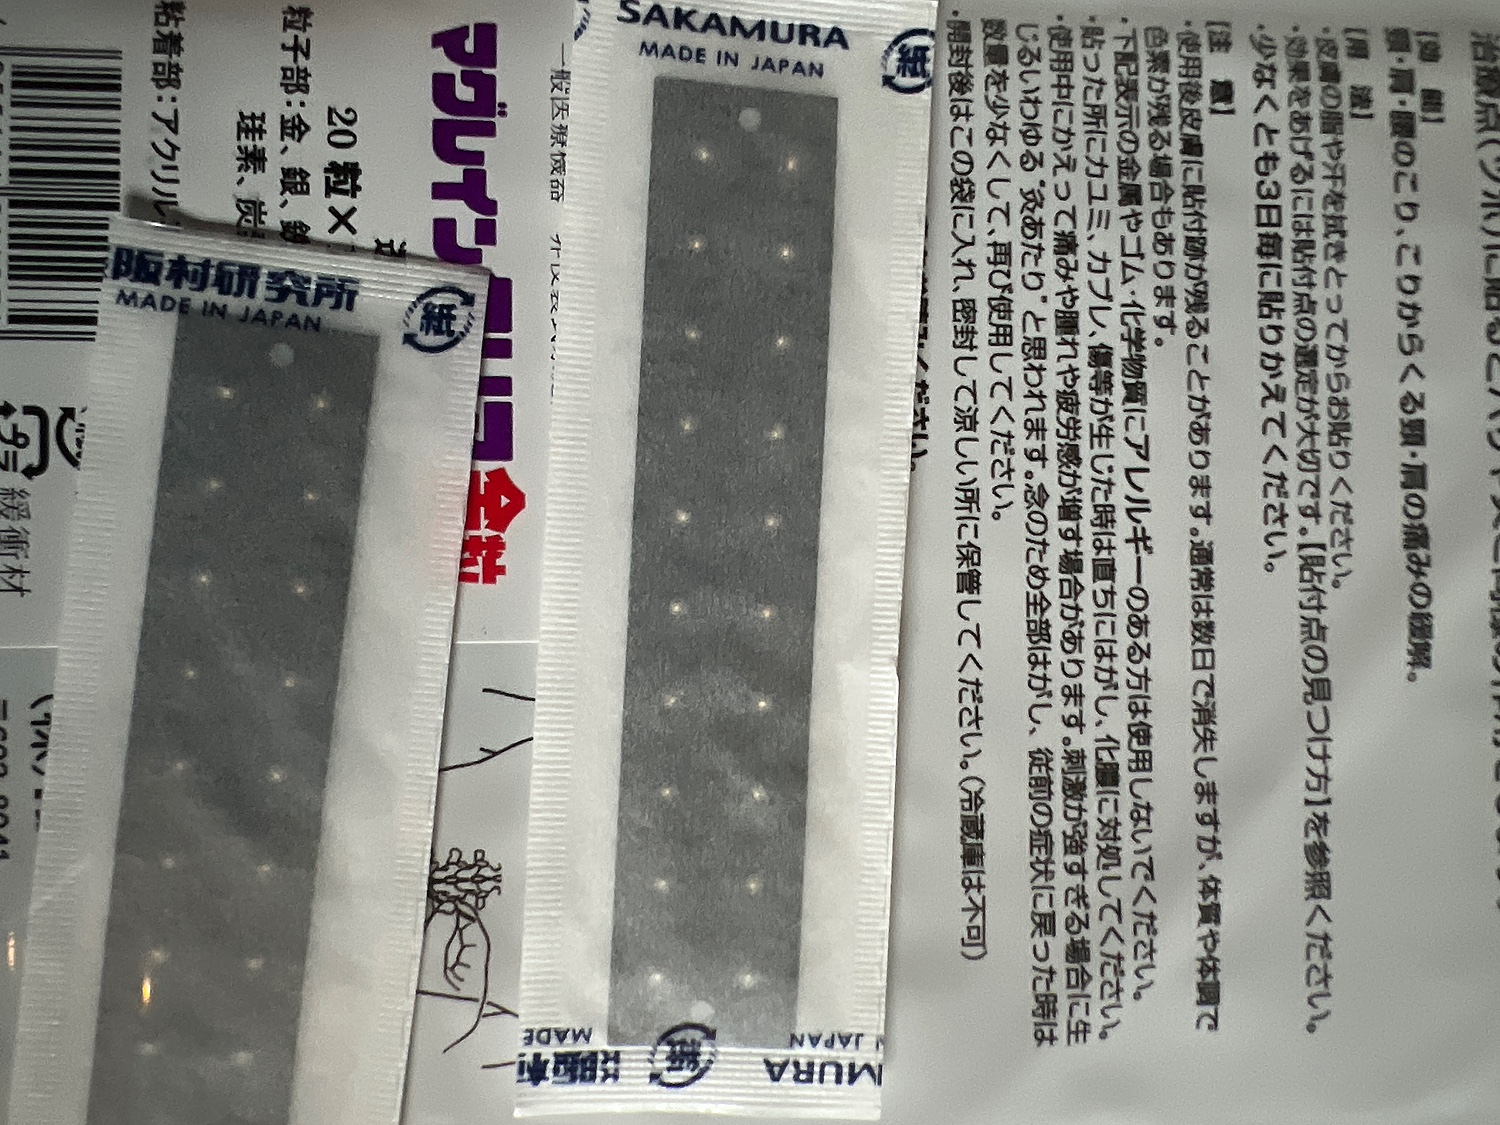 SAKAMURA
MADE IN JAPAN
紙
阪村研究所
MADE IN JAPAN
紙
マグレイン
全封
20粒×
粒子部:金、銀、
珪素、炭
粘着部:アクリル
一般医療機器
緩衝材
【効 能】
頸・肩・腰のこり、こりからくる頸・肩の痛みの緩解。
【用 法】
・皮膚の脂や汗を拭きとってからお貼りください。
・効果をあげるには貼付点の選定が大切です。【貼付点の見つけ方】を参照ください。
・少なくとも3日毎に貼りかえてください。
【注 意】
・使用後皮膚に貼付跡が残ることがあります。通常は数日で消失しますが、体質や体調で
色素が残る場合もあります。
・下記表示の金属やゴム・化学物質にアレルギーのある方は使用しないでください。
・貼った所にカユミ、カブレ、傷等が生じた時は直ちにはがし、化膿に対処してください。
・使用中にかえって痛みや腫れや疲労感が増す場合があります。刺激が強すぎる場合に生
じるいわゆる“灸あたり”と思われます。念のため全部はがし、従前の症状に戻った時は
数量を少なくして、再び使用してください。
・開封後はこの袋に入れ、密封して涼しい所に保管してください。(冷蔵庫は不可)
MADE
JAPAN
MURA
紙